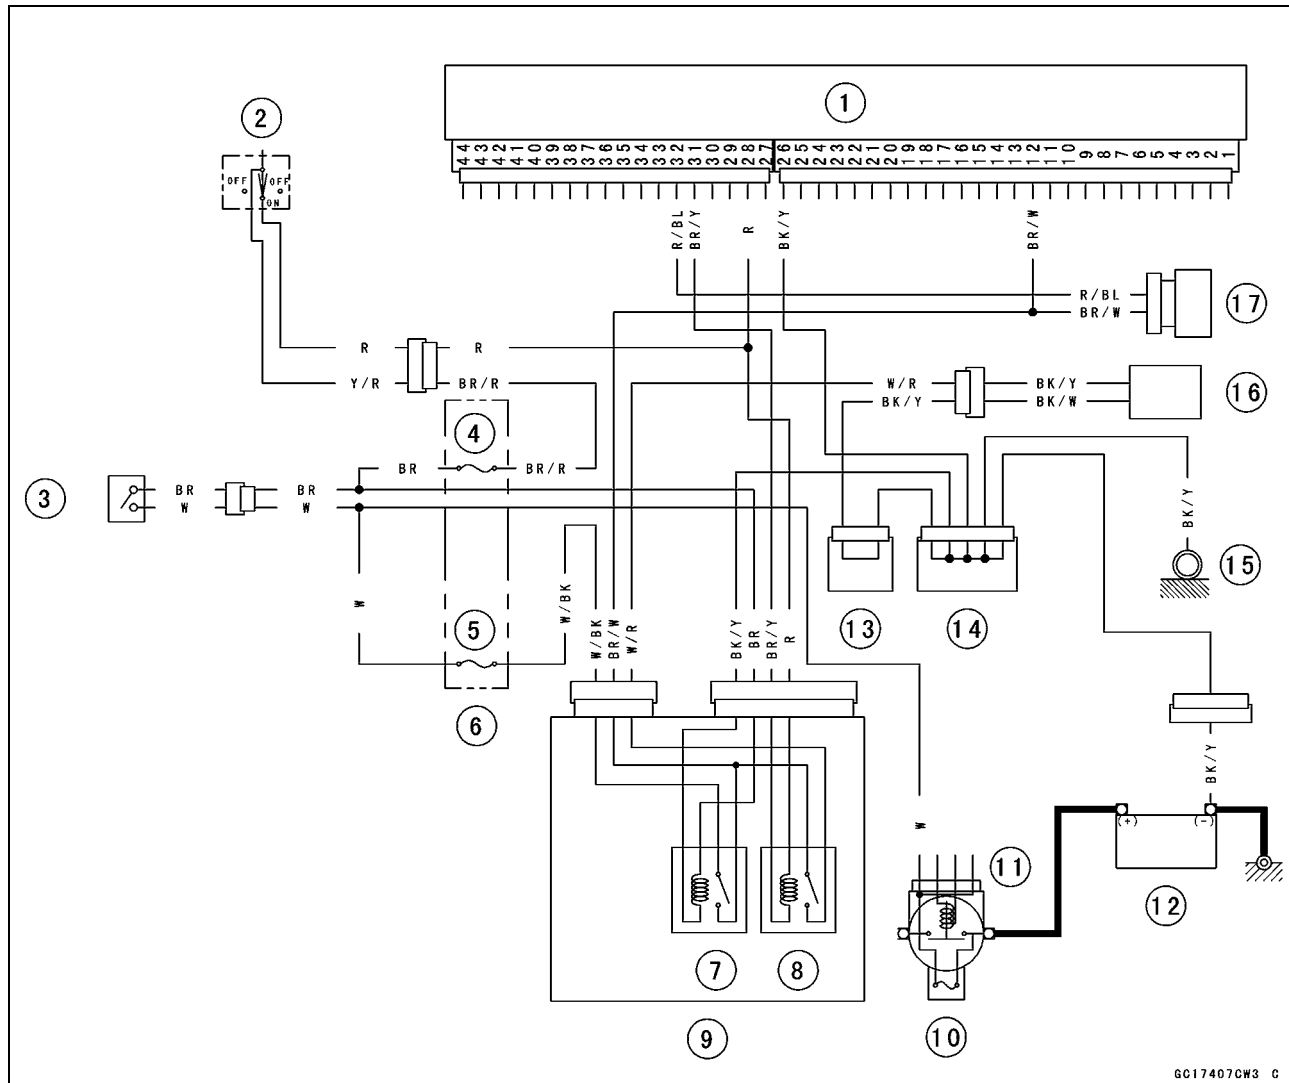 1
2
44 43 42 41 40 39 38 37 36 35 34 33 32 31 30 29 28 27 26 25 24 23 22 21 20 19 18 17 16 15 14 13 12 11 10 9 8 7 6 5 4 3 2 1
OFF OFF
ON
R/BL BR/Y R BK/Y BR/W
R/BL
BR/W
17
R R
Y/R BR/R
W/R BK/Y
BK/Y BK/W
16
4
BR BR/R
3
BR BR
W W
BK/Y
15
W
W/BK
5
W/BK BR/W W/R BK/Y BR BR/Y R
13 14
6
BK/Y
W
(+) (-)
11
12
7 8
9 10
GC17407CW3 C